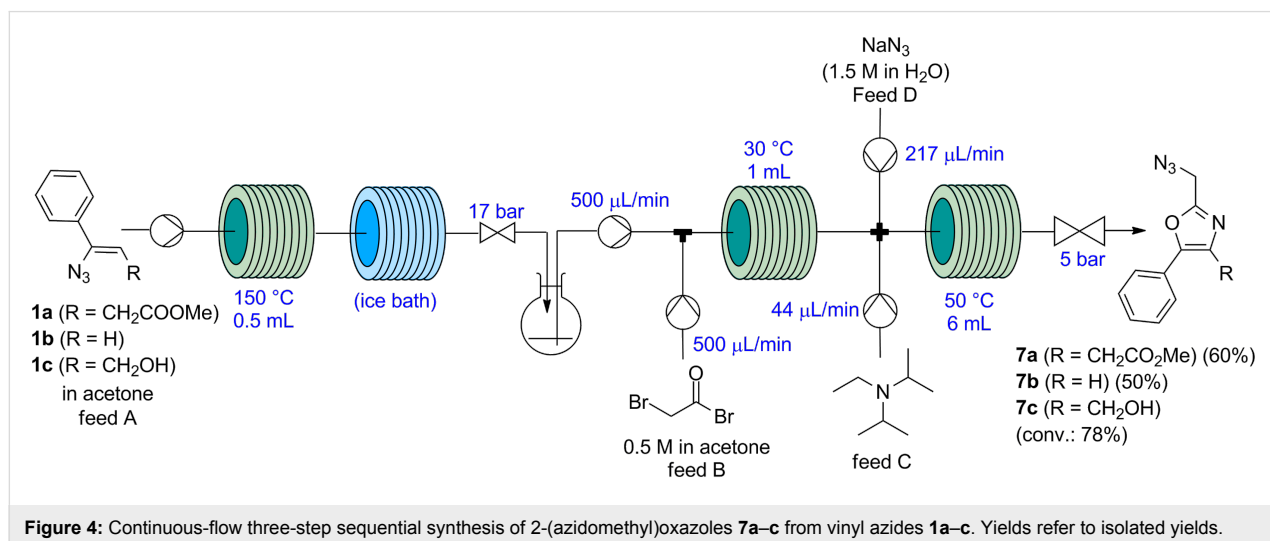 NaN3
(1.5 M in H2O)
Feed D
217 μL/min
30 °C
1 mL
500 μL/min
17 bar
N3
O
N
R
N3
R
150 °C
0.5 mL
(ice bath)
5 bar
1a (R = CH2COOMe)
1b (R = H)
1c (R = CH2OH)
in acetone
feed A
500 μL/min
O
Br
Br
0.5 M in acetone
feed B
44 μL/min
N
feed C
50 °C
6 mL
7a (R = CH2CO2Me) (60%)
7b (R = H) (50%)
7c (R = CH2OH)
(conv.: 78%)
Figure 4: Continuous-flow three-step sequential synthesis of 2-(azidomethyl)oxazoles 7a–c from vinyl azides 1a–c. Yields refer to isolated yields.